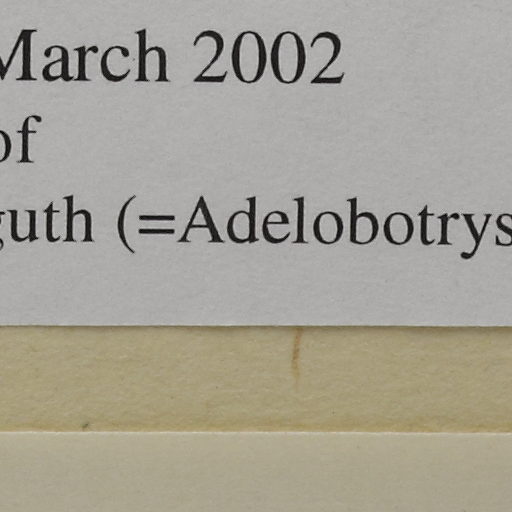 March 2002
of
guth (=Adelobotrys